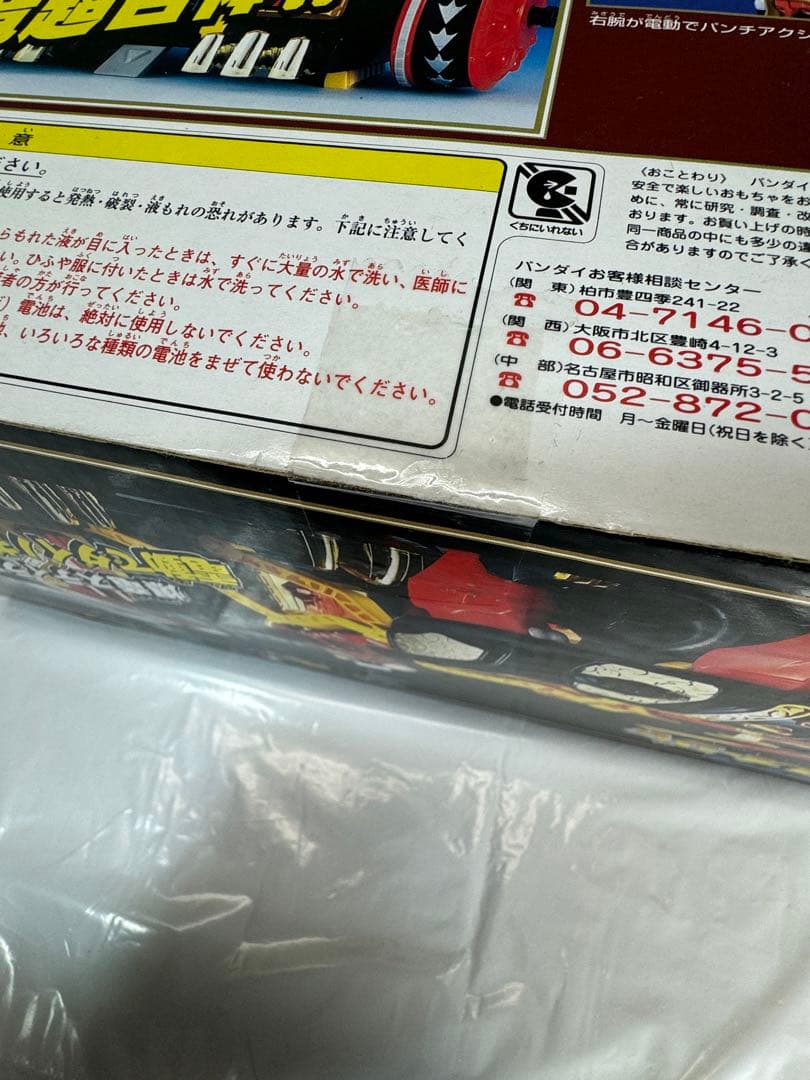 超合体!!
右腕が電動でパンチアクシ
意
ださい。
使用すると発熱・破裂・液もれの恐れがあります。下記に注意してく
らもれた液が目に入ったときは、すぐに大量の水で洗い、医師に
い。ひふや服に付いたときは水で洗ってください。
者の方が行ってください。
電池は、絶対に使用しないでください。
、いろいろな種類の電池をまぜて使わないでください。
くちにいれない
〈おことわり〉 バンダイ
安全で楽しいおもちゃをお
めに、常に研究・調査・改
おります。お買い上げの時
同一商品の中にも多少の違
合がありますのでご了承く
バンダイお客様相談センター
(関 東)柏市豊四季241-22
☎ 04-7146-0
(関 西)大阪市北区豊崎4-12-3
☎ 06-6375-5
(中 部)名古屋市昭和区御器所3-2-5
☎ 052-872-0
●電話受付時間 月〜金曜日(祝日を除く